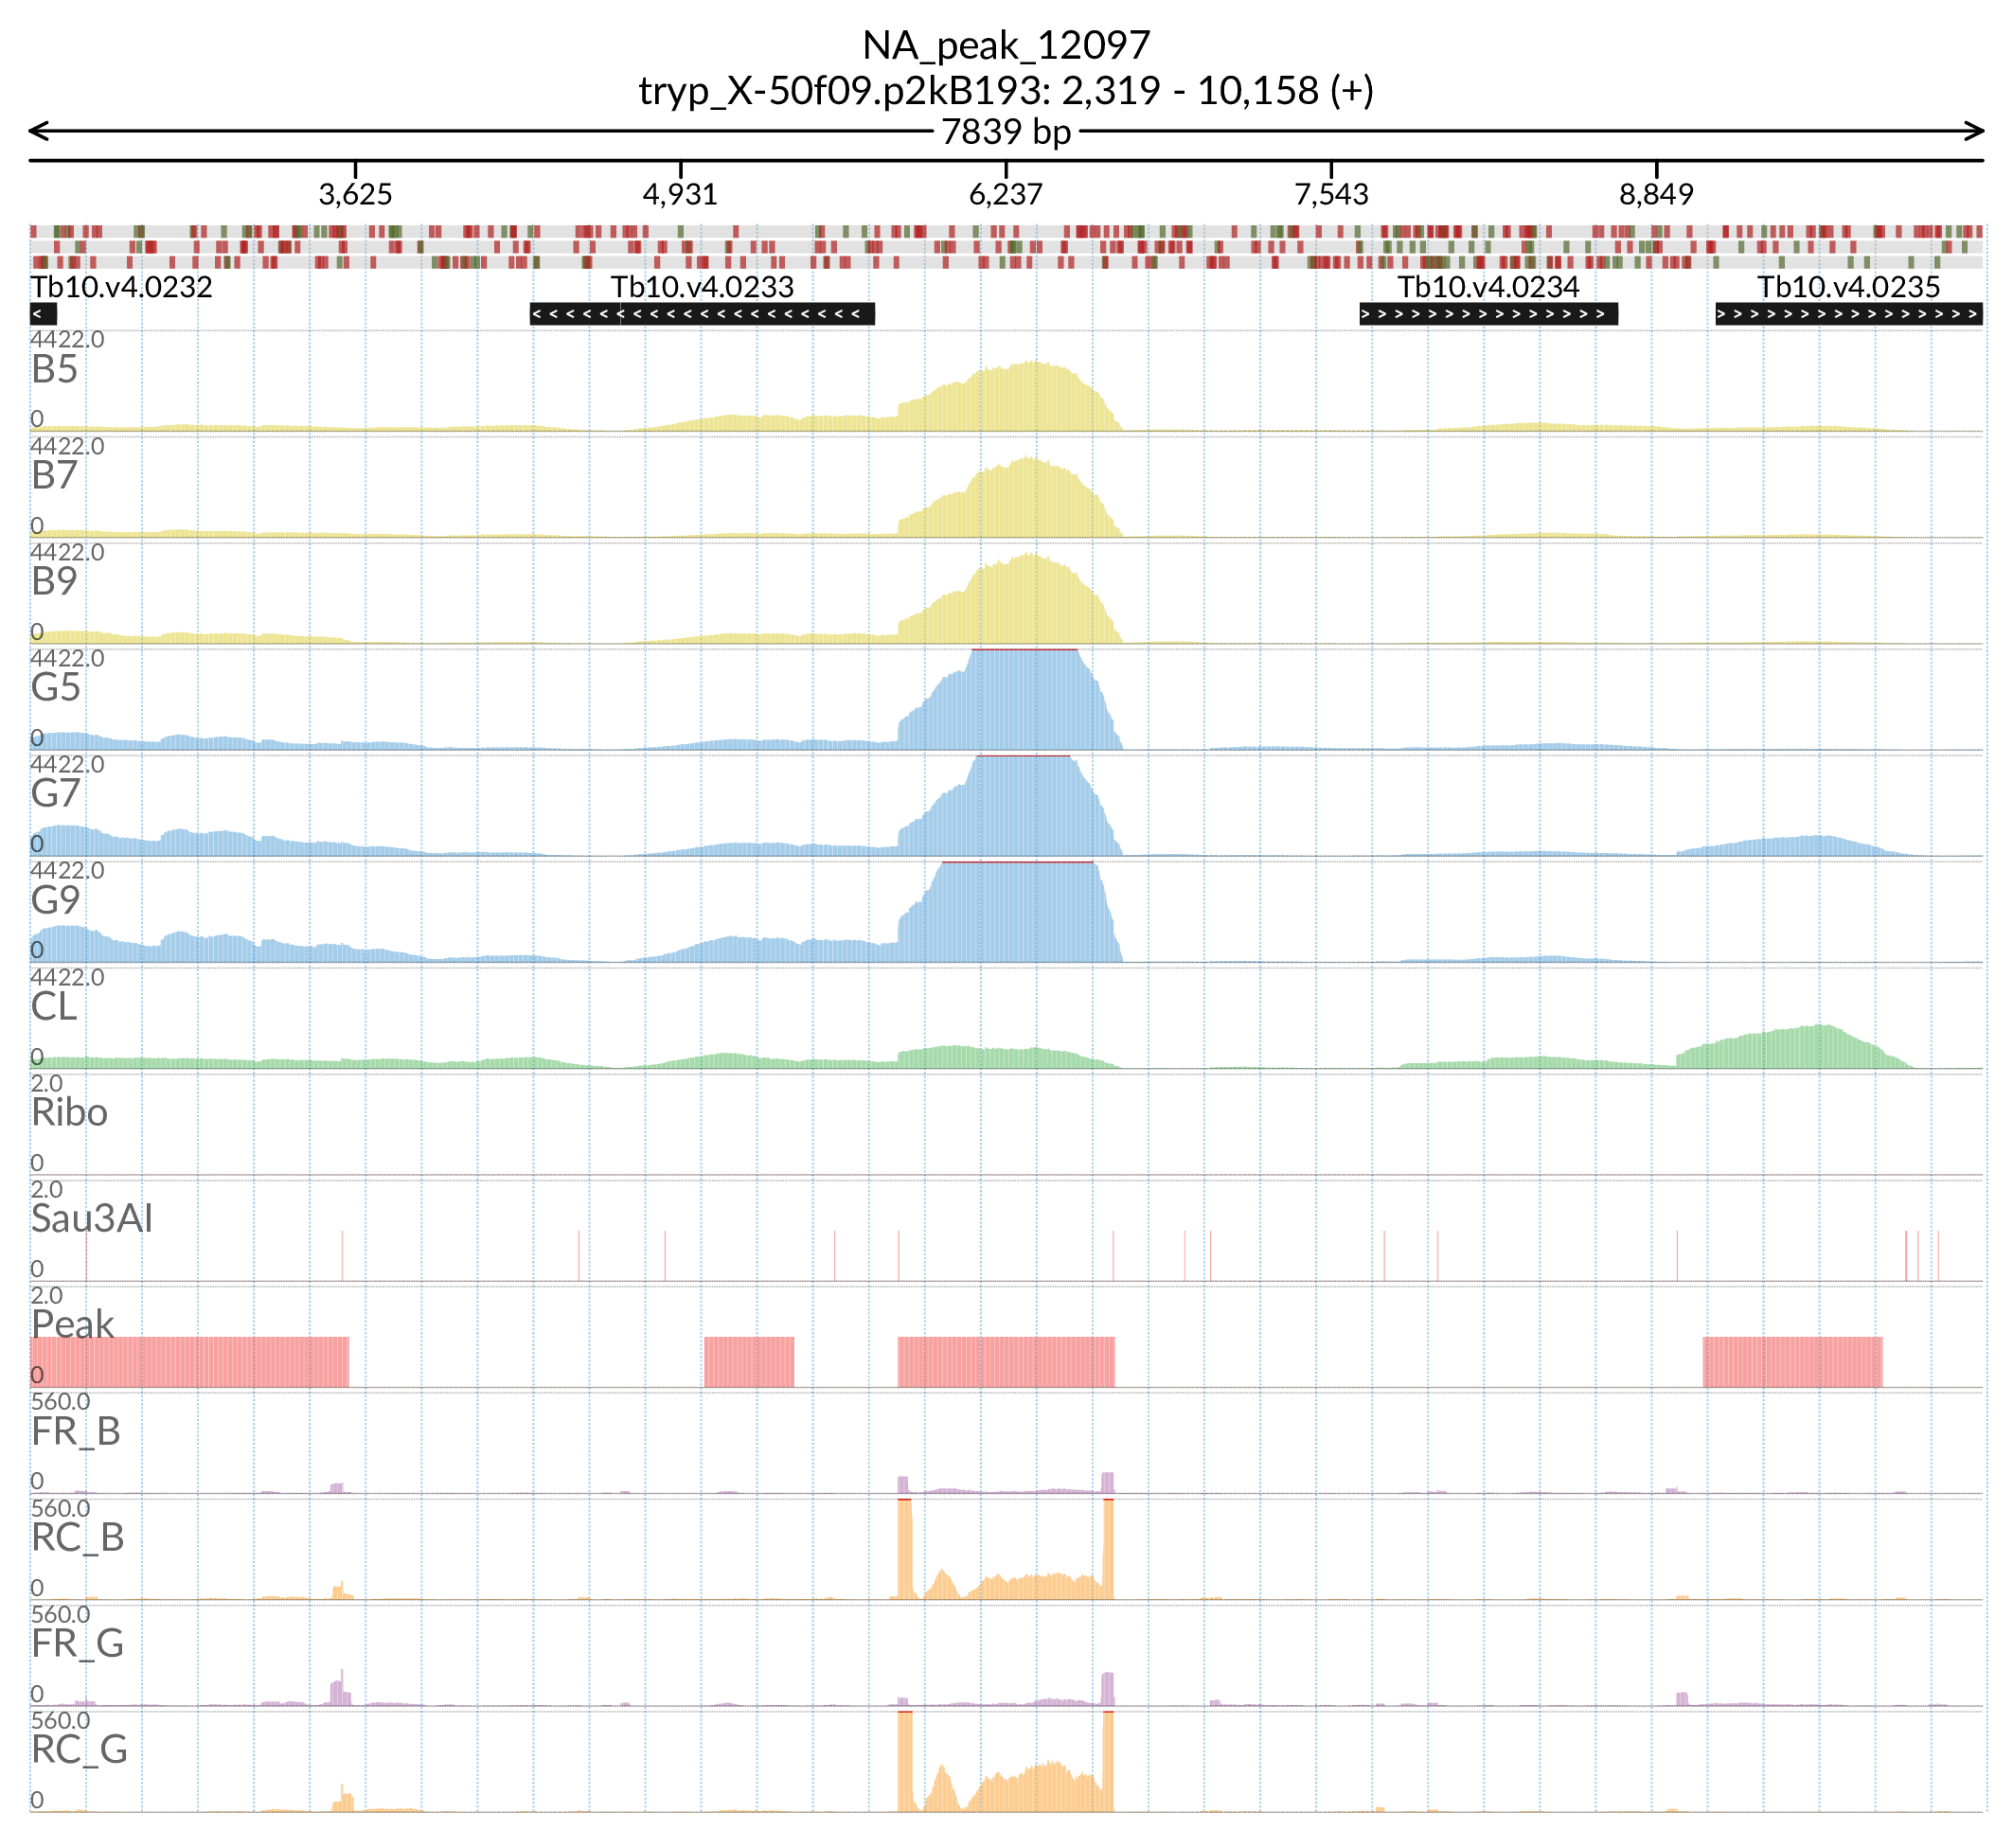 NA_peak_12097
tryp_X-50f09.p2kB193: 2,319 - 10,158 (+)
7839 bp
3,625 4,931 6,237 7,543 8,849
Tb10.v4.0232 Tb10.v4.0233 Tb10.v4.0234 Tb10.v4.0235
4422.0
B5
0
4422.0
B7
0
4422.0
B9
0
4422.0
G5
0
4422.0
G7
0
4422.0
G9
0
4422.0
CL
0
2.0
Ribo
0
2.0
Sau3AI
0
2.0
Peak
0
560.0
FR_B
0
560.0
RC_B
0
560.0
FR_G
0
560.0
RC_G
0